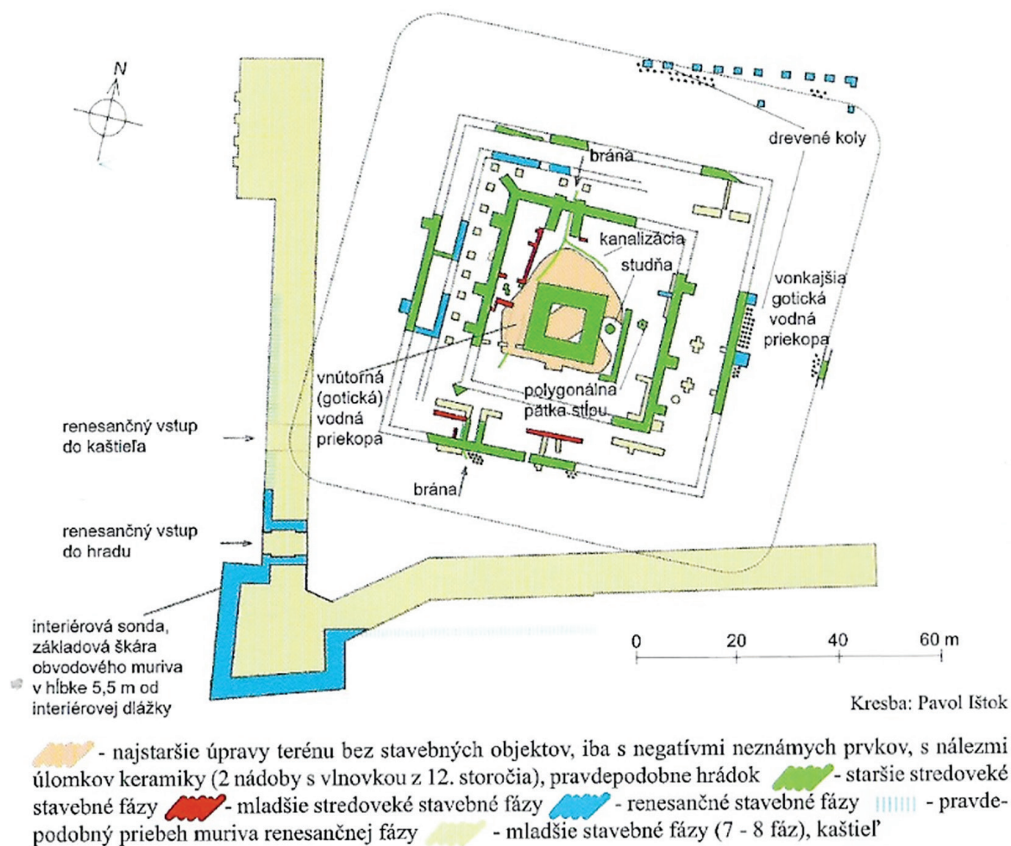 N
drevené koly
brána
kanalizácia
studňa
vonkajšia
gotická
vodná
priekopa
vnútorná
(gotická)
vodná
priekopa
polygonálna
pätka stĺpu
brána
renesančný vstup
do kaštieľa
renesančný vstup
do hradu
interiérová sonda,
základová škára
obvodového muriva
v hĺbke 5,5 m od
interiérovej dlážky
0 20 40 60 m
Kresba: Pavol Ištok
- najstaršie úpravy terénu bez stavebných objektov, iba s negatívmi neznámych prvkov, s nálezmi
úlomkov keramiky (2 nádoby s vlnovkou z 12. storočia), pravdepodobne hrádok - staršie stredoveké
stavebné fázy - mladšie stredoveké stavebné fázy - renesančné stavebné fázy - pravde-
podobný priebeh muriva renesančnej fázy - mladšie stavebné fázy (7 - 8 fáz), kaštieľ